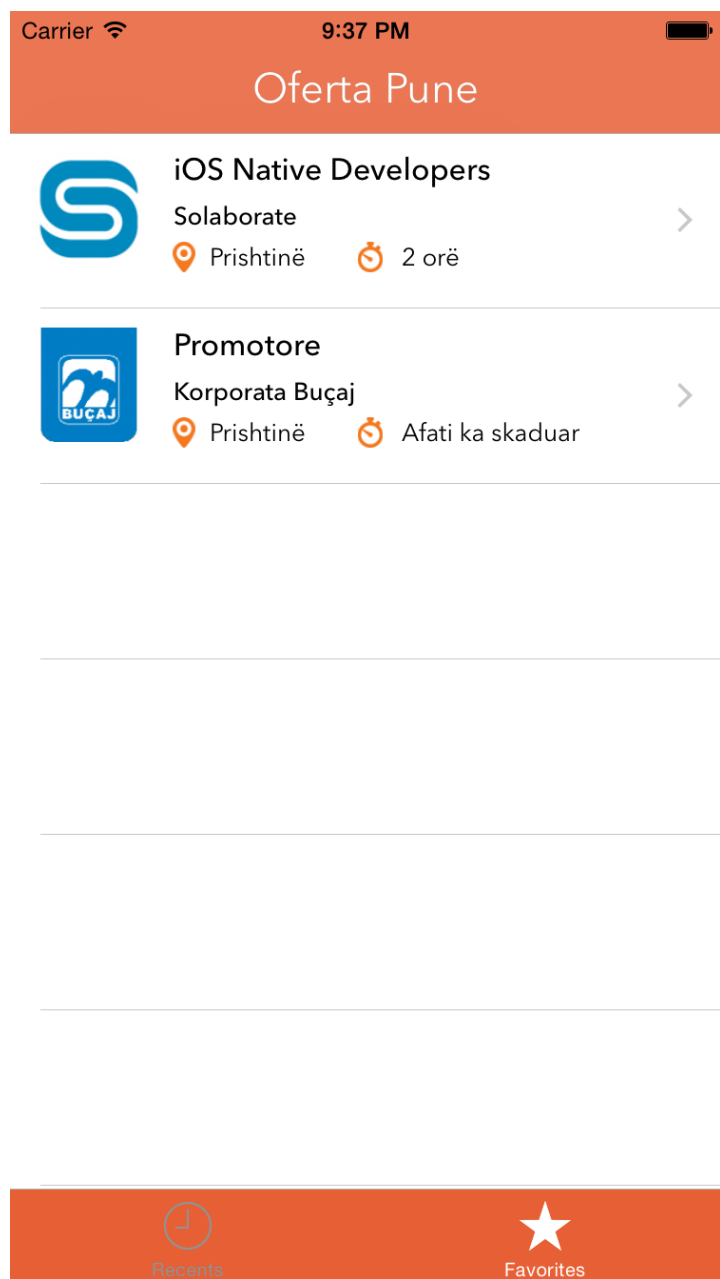 Carrier 9:37 PM
Oferta Pune
iOS Native Developers
Solaborate
Prishtinë 2 orë
Promotore
Korporata Buçaj
BUÇAJ
Prishtinë Afati ka skaduar
Recents Favorites